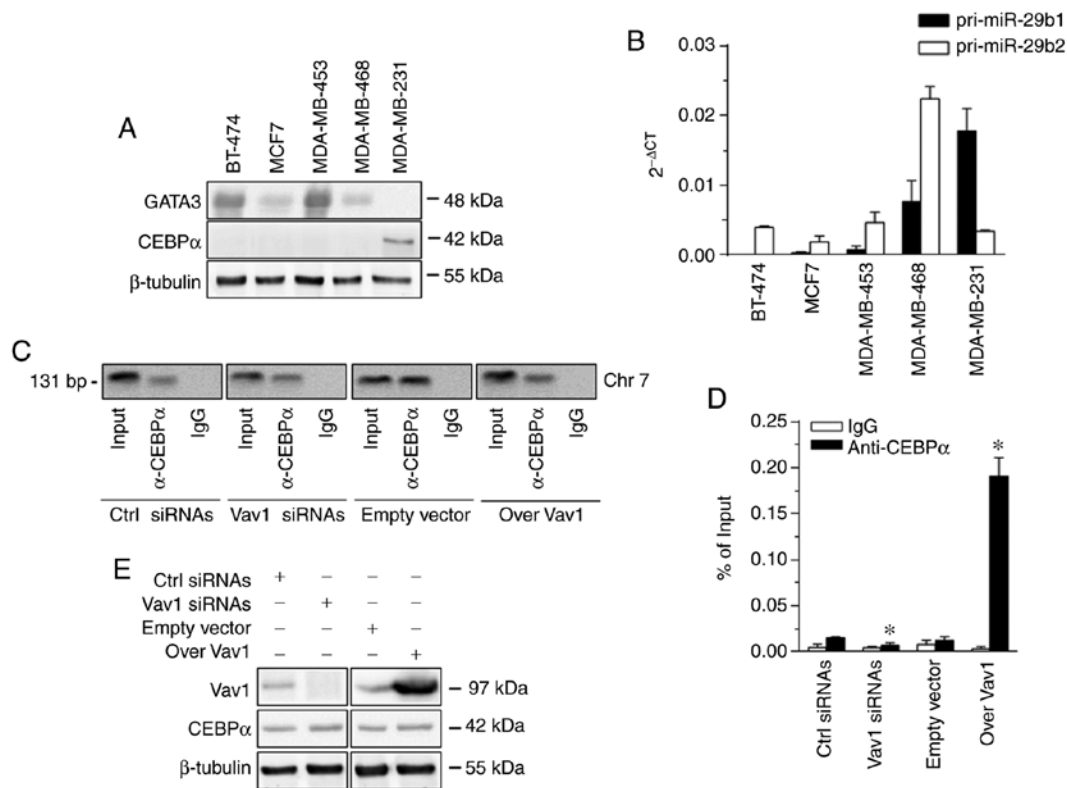 A
BT-474
MCF7
MDA-MB-453
MDA-MB-468
MDA-MB-231
GATA3
– 48 kDa
CEBPα
– 42 kDa
β-tubulin
– 55 kDa
B
pri-miR-29b1
pri-miR-29b2
2^-ΔCT
0.03
0.02
0.01
0.00
BT-474
MCF7
MDA-MB-453
MDA-MB-468
MDA-MB-231
C
131 bp -
Chr 7
Input
α-CEBPα
IgG
Input
α-CEBPα
IgG
Input
α-CEBPα
IgG
Input
α-CEBPα
IgG
Ctrl siRNAs
Vav1 siRNAs
Empty vector
Over Vav1
D
IgG
Anti-CEBPα
% of Input
0.25
0.20
0.15
0.10
0.05
0.00
*
*
Ctrl siRNAs
Vav1 siRNAs
Empty vector
Over Vav1
E
Ctrl siRNAs + – – –
Vav1 siRNAs – + – –
Empty vector – – + –
Over Vav1 – – – +
Vav1
– 97 kDa
CEBPα
– 42 kDa
β-tubulin
– 55 kDa